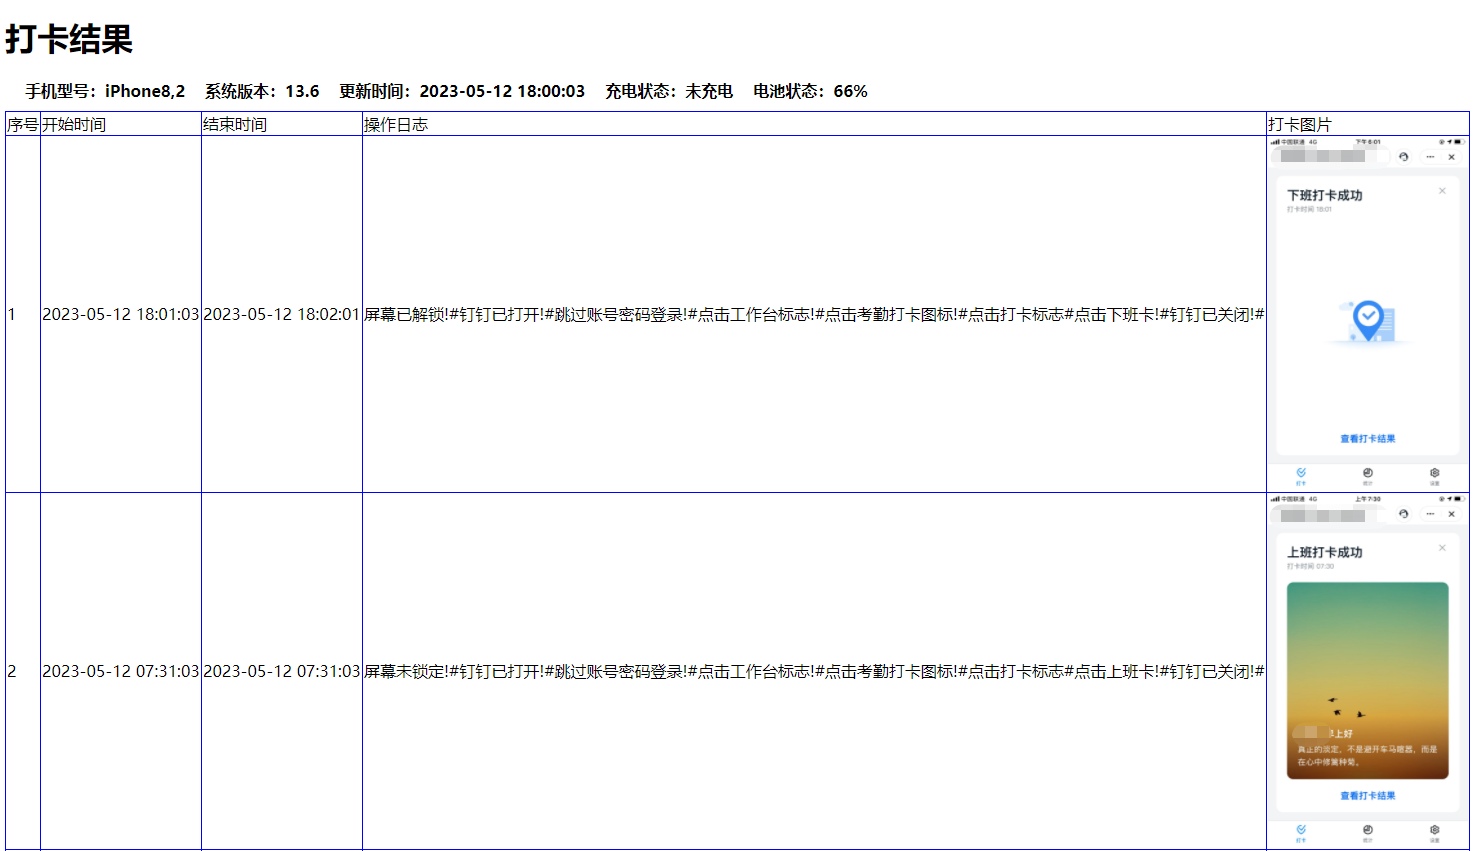 打卡结果
手机型号：iPhone8,2 系统版本：13.6 更新时间：2023-05-12 18:00:03 充电状态：未充电 电池状态：66%
序号 开始时间 结束时间 操作日志 打卡图片
中国联通 4G 下午6:01
下班打卡成功
打卡时间 18:01
1 2023-05-12 18:01:03 2023-05-12 18:02:01 屏幕已解锁!#钉钉已打开!#跳过账号密码登录!#点击工作台标志!#点击考勤打卡图标!#点击打卡标志#点击下班卡!#钉钉已关闭!#
查看打卡结果
打卡 统计 设置
中国联通 4G 上午7:30
上班打卡成功
打卡时间 07:30
2 2023-05-12 07:31:03 2023-05-12 07:31:03 屏幕未锁定!#钉钉已打开!#跳过账号密码登录!#点击工作台标志!#点击考勤打卡图标!#点击打卡标志#点击上班卡!#钉钉已关闭!#
早上好
真正的淡定，不是避开车马喧嚣，而是
在心中修篱种菊。
查看打卡结果
打卡 统计 设置